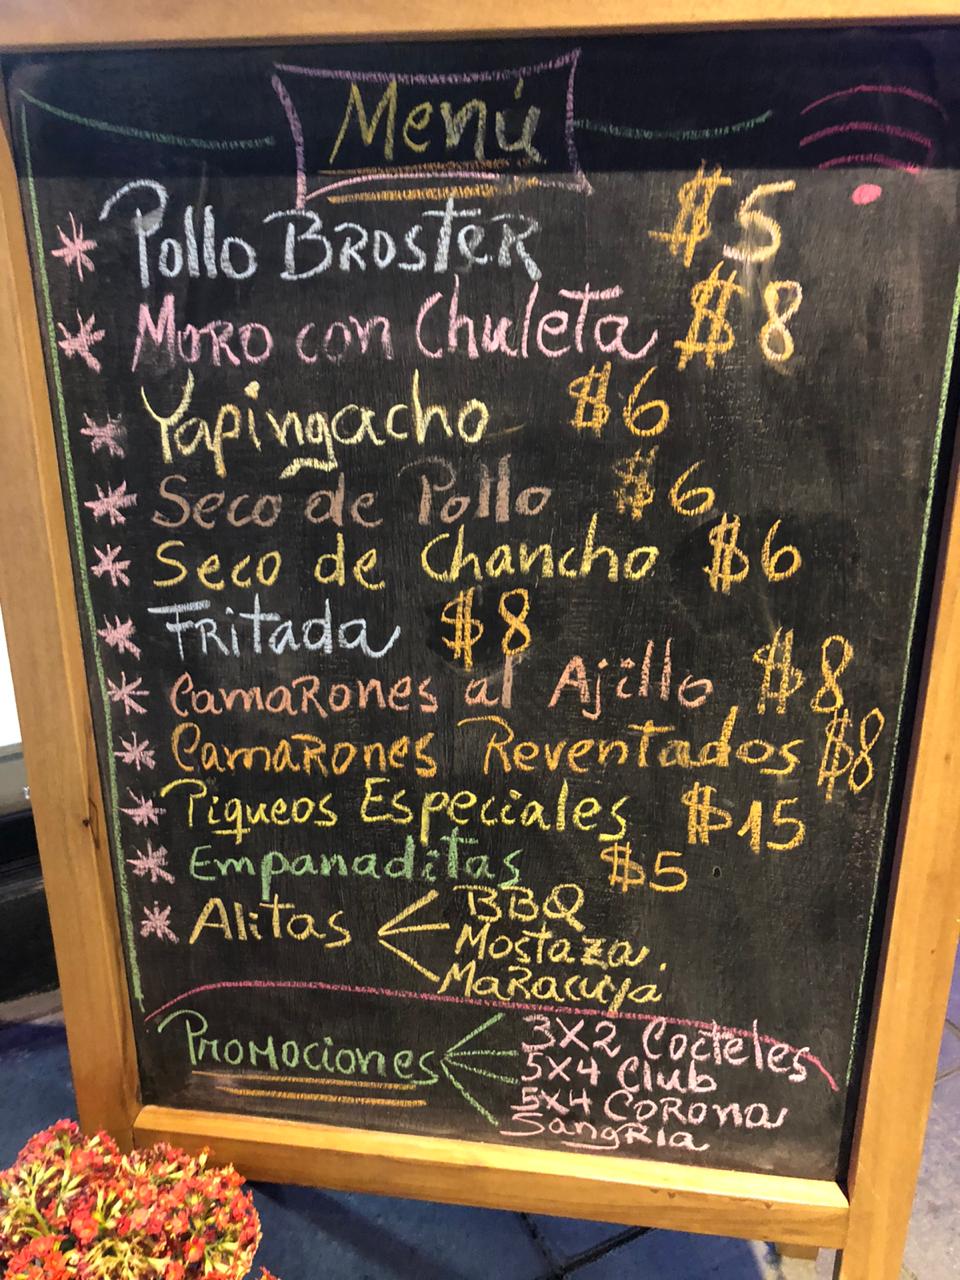 Menú
* Pollo Broster $5
* Moro con Chuleta $8
* Yapingacho $6
* Seco de Pollo $6
* Seco de Chancho $6
* Fritada $8
* Camarones al Ajillo $8
* Camarones Reventados $8
* Piqueos Especiales $15
* Empanaditas $5
* Alitas BBQ
Mostaza.
Maracuya
Promociones 3X2 Cocteles
5X4 Club
5X4 Corona
Sangria